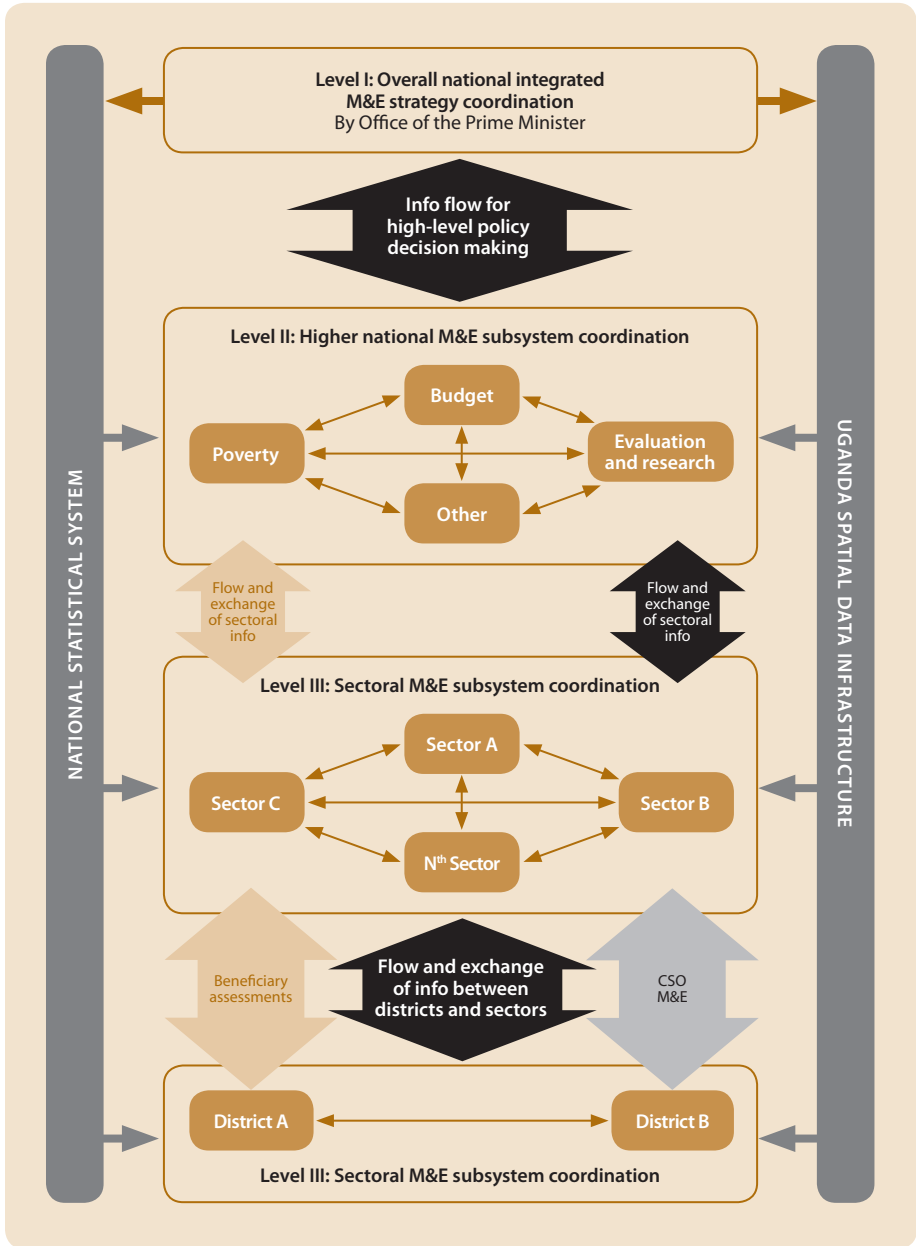 Level I: Overall national integrated
M&E strategy coordination
By Office of the Prime Minister
Info flow for
high-level policy
decision making
Level II: Higher national M&E subsystem coordination
Budget
Poverty
Evaluation
and research
Other
Flow and
exchange
of sectoral
info
Flow and
exchange
of sectoral
info
Level III: Sectoral M&E subsystem coordination
Sector A
Sector C
Sector B
Nth Sector
Beneficiary
assessments
Flow and exchange
of info between
districts and sectors
CSO
M&E
District A
District B
Level III: Sectoral M&E subsystem coordination
NATIONAL STATISTICAL SYSTEM
UGANDA SPATIAL DATA INFRASTRUCTURE